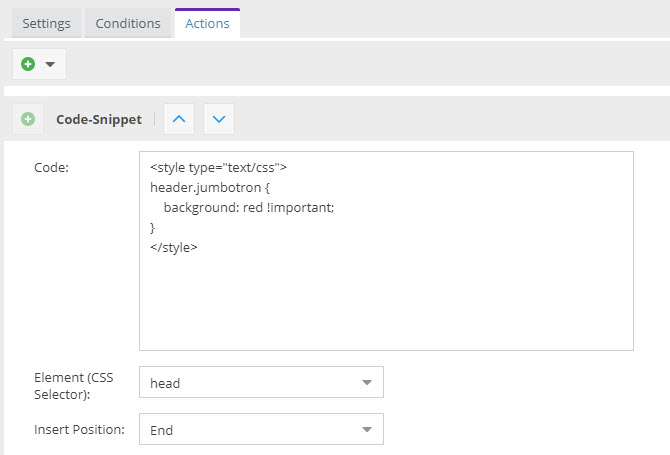 Settings Conditions Actions
Code-Snippet
Code:
<style type="text/css">
header.jumbotron {
    background: red !important;
}
</style>
Element (CSS
Selector):
head
Insert Position:
End